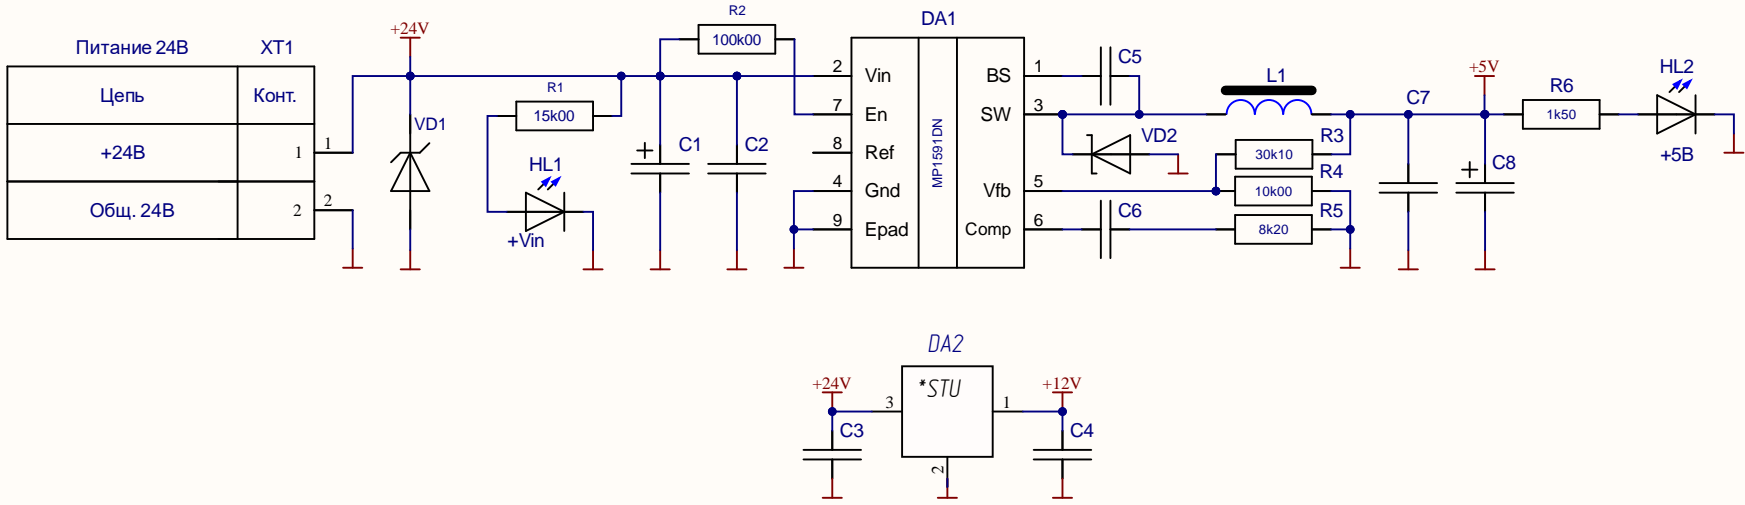 Питание 24В XT1
Цепь Конт.
+24В 1 1
Общ. 24В 2 2
+24V
VD1
R1
15k00
HL1
+Vin
R2
100k00
C1 C2
DA1
MP1591DN
2 Vin
7 En
8 Ref
4 Gnd
9 Epad
BS 1
SW 3
Vfb 5
Comp 6
C5
VD2
C6
L1
R3
30k10
R4
10k00
R5
8k20
C7
+5V
C8
R6
1k50
HL2
+5В
DA2
*STU
+24V
3
C3
2
1
+12V
C4